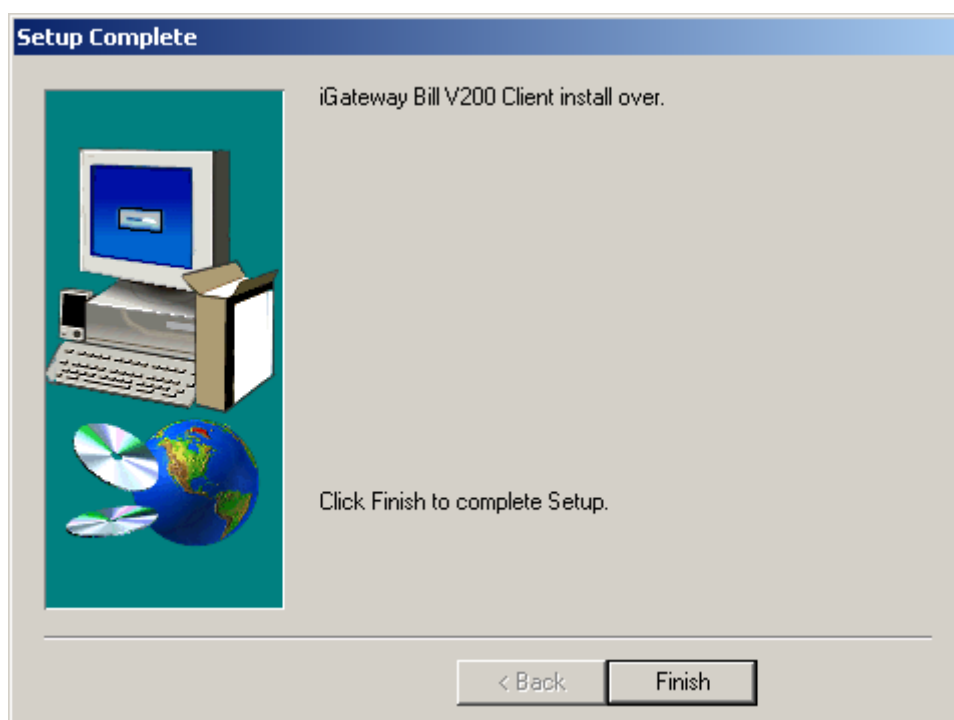 Setup Complete
iGateway Bill V200 Client install over.
Click Finish to complete Setup.
< Back
Finish